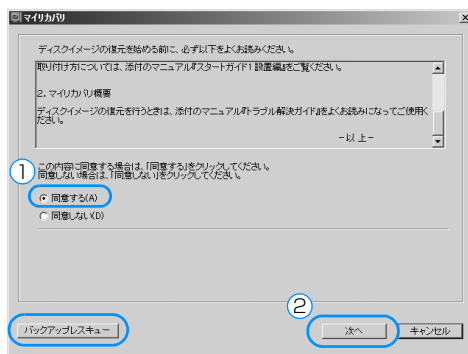 マイリカバリ
ディスクイメージの復元を始める前に、必ず以下をよくお読みください。
取り付け方については、添付のマニュアル『スタートガイド1 設置編』をご覧ください。
2. マイリカバリ概要
ディスクイメージの復元を行うときは、添付のマニュアル『トラブル解決ガイド』をよくお読みになってご使用く
ださい。
－以上－
①
この内容に同意する場合は、「同意する」をクリックしてください。
同意しない場合は、「同意しない」をクリックしてください。
同意する(A)
同意しない(D)
②
バックアップレスキュー
次へ
キャンセル